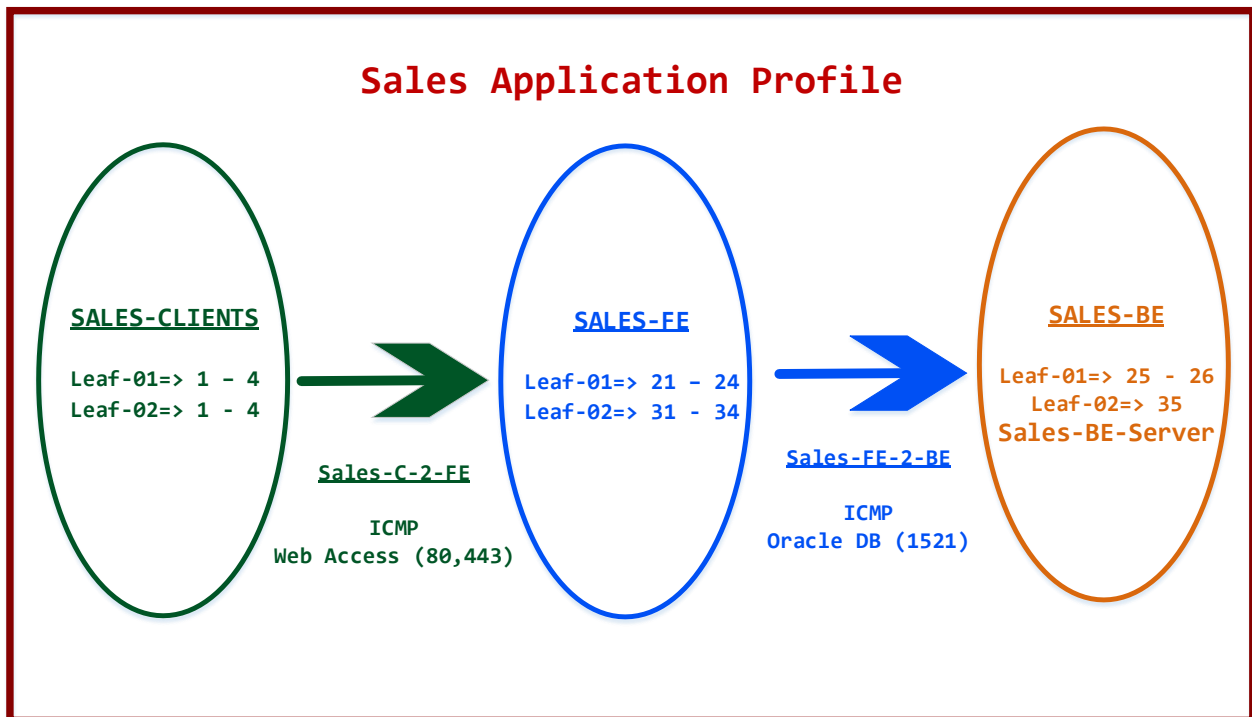 Sales Application Profile
SALES-CLIENTS
Leaf-01=> 1 – 4
Leaf-02=> 1 - 4
Sales-C-2-FE
ICMP
Web Access (80,443)
SALES-FE
Leaf-01=> 21 – 24
Leaf-02=> 31 - 34
Sales-FE-2-BE
ICMP
Oracle DB (1521)
SALES-BE
Leaf-01=> 25 - 26
Leaf-02=> 35
Sales-BE-Server